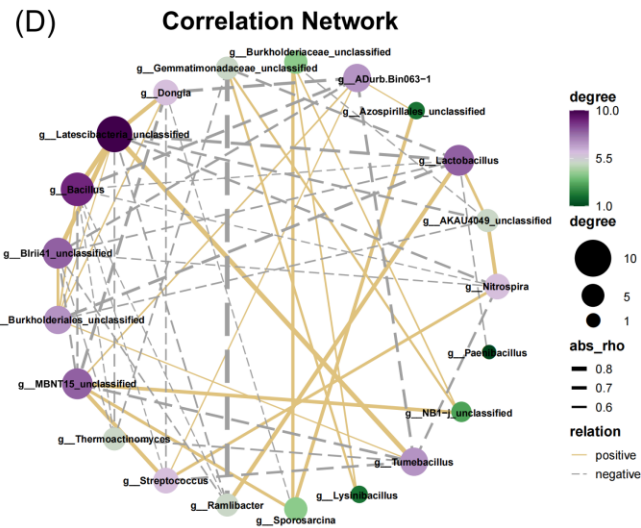 (D)
Correlation Network
g__Burkholderiaceae_unclassified
g__Gemmatimonadaceae_unclassified
g__ADurb.Bin063-1
g__Dongia
g__Azospirillales_unclassified
g__Latescibacteria_unclassified
g__Lactobacillus
g__Bacillus
g__AKAU4049_unclassified
g__BIrii41_unclassified
g__Nitrospira
g__Burkholderiales_unclassified
g__Paenibacillus
g__MBNT15_unclassified
g__NB1-j_unclassified
g__Thermoactinomyces
g__Tumebacillus
g__Streptococcus
g__Lysinibacillus
g__Ramlibacter
g__Sporosarcina
degree
10.0
5.5
1.0
degree
10
5
1
abs_rho
0.8
0.7
0.6
relation
positive
negative